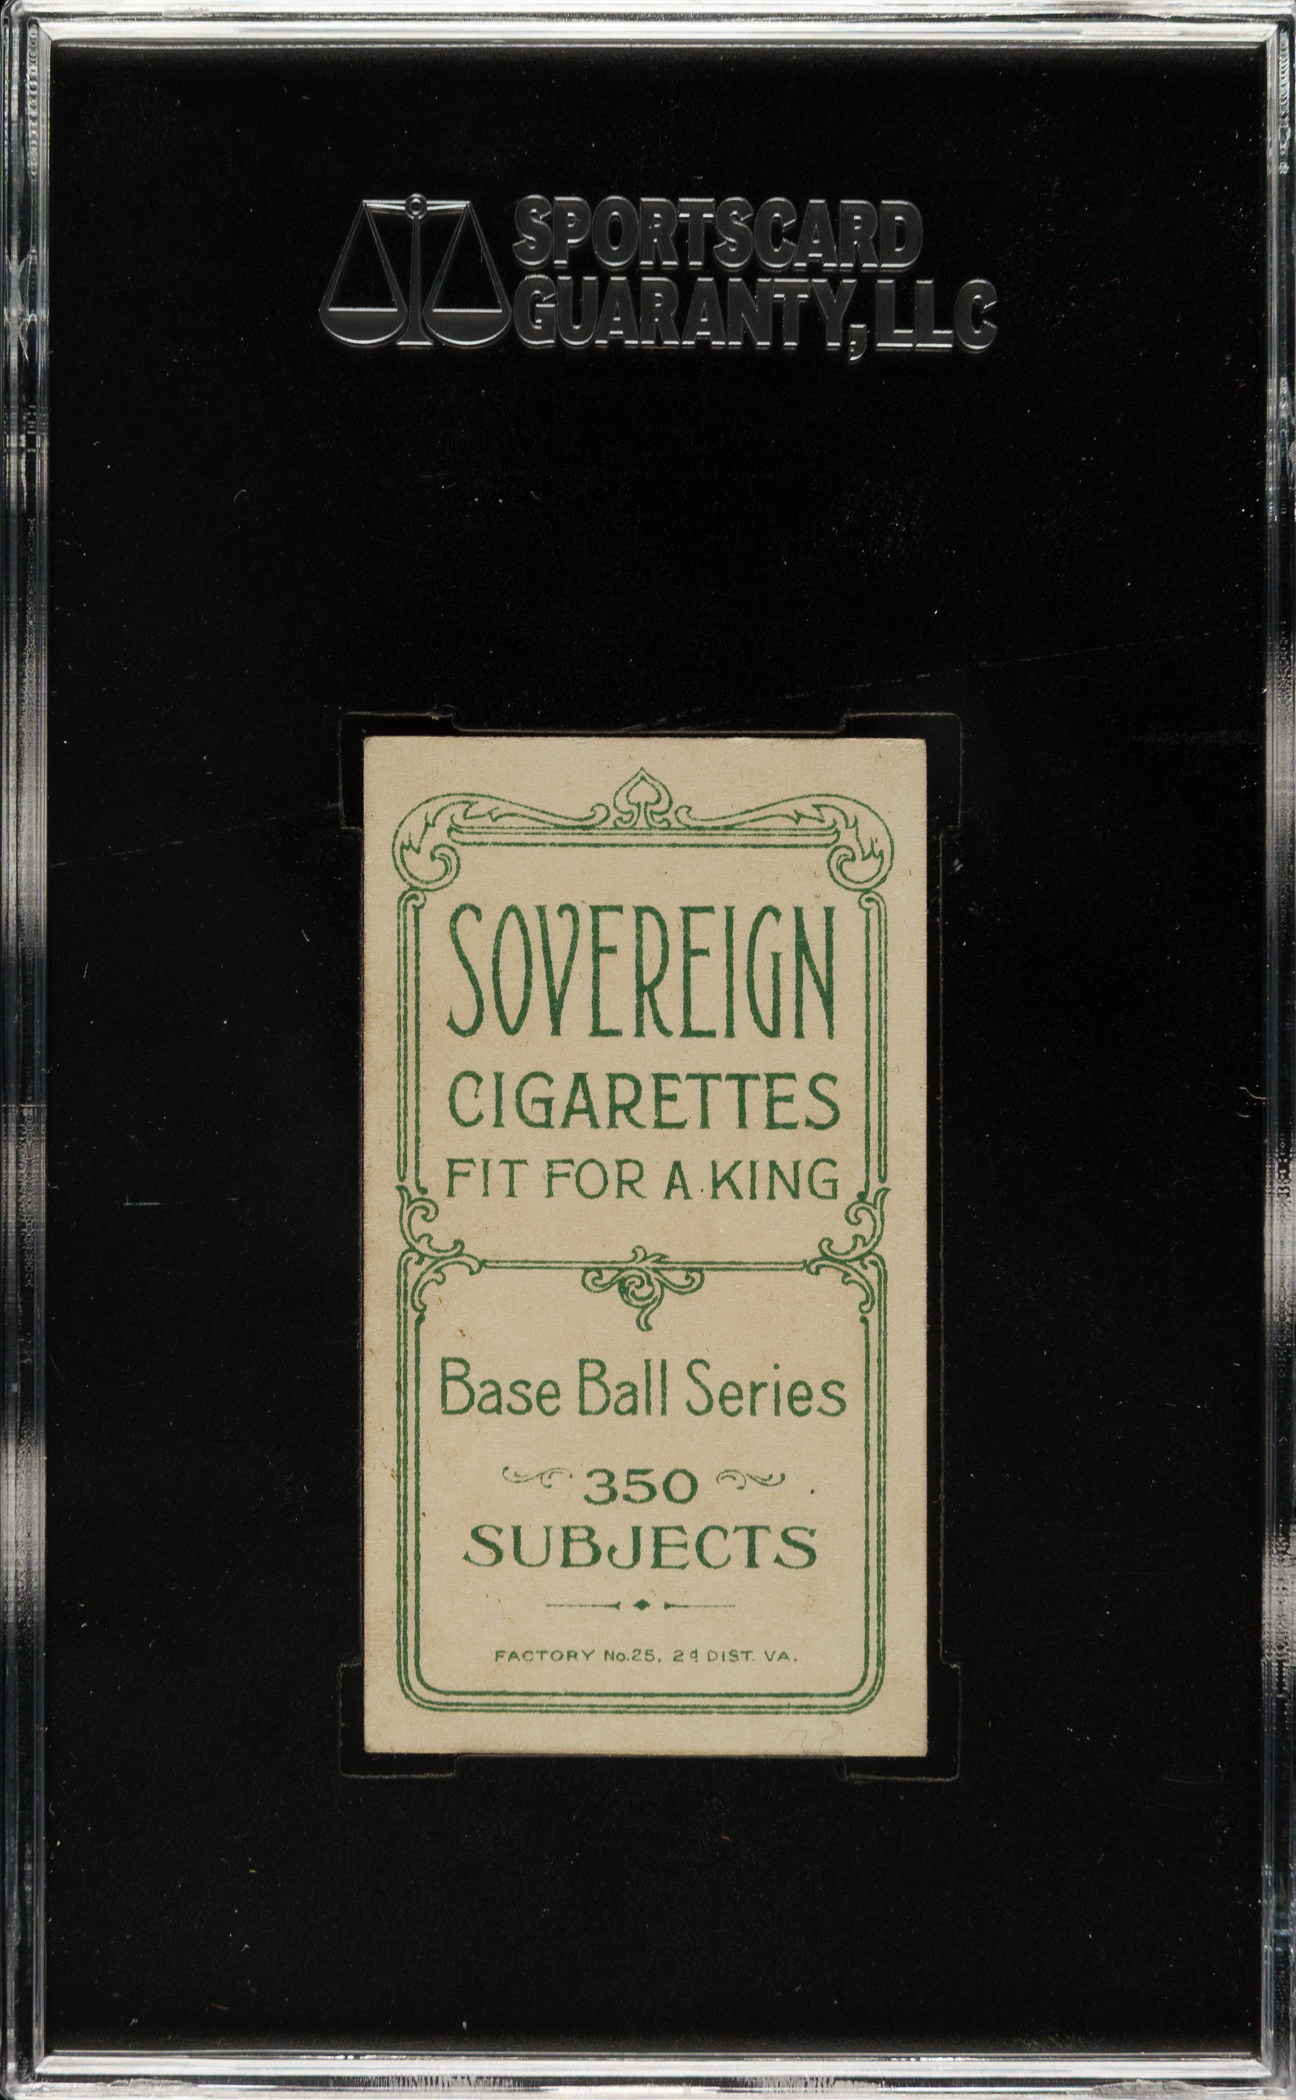 SPORTSCARD
GUARANTY, LLC
SOVEREIGN
CIGARETTES
FIT FOR A KING
Base Ball Series
350
SUBJECTS
FACTORY No. 25, 2d DIST. VA.